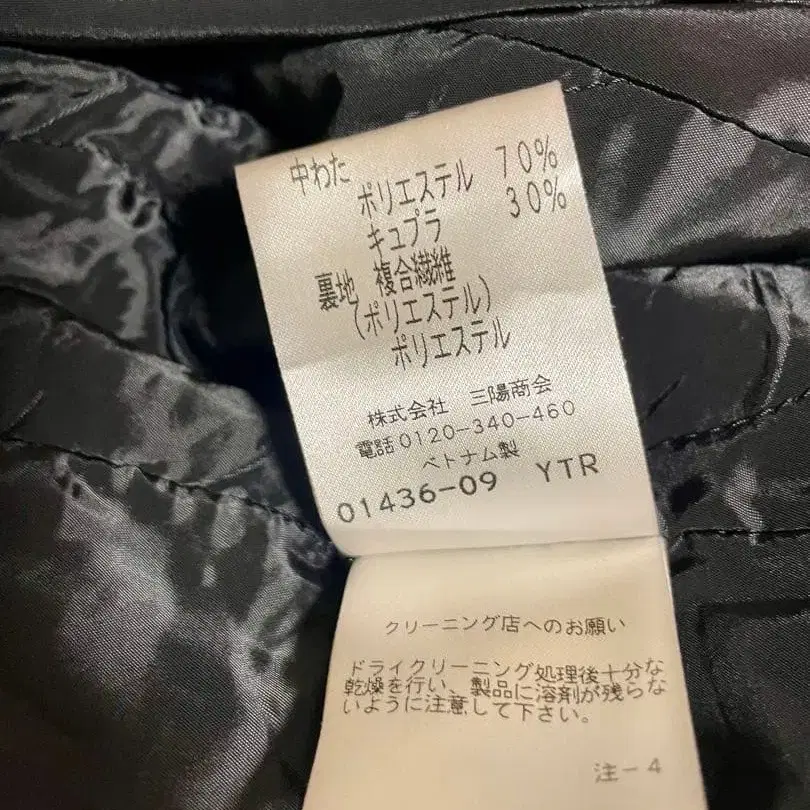 中わた
ポリエステル 70%
キュプラ 30%
裏地 複合繊維
(ポリエステル)
ポリエステル
株式会社 三陽商会
電話0120-340-460
ベトナム製
01436-09 YTR
クリーニング店へのお願い
ドライクリーニング処理後十分な
乾燥を行い、製品に溶剤が残らな
いように注意して下さい。
注-4